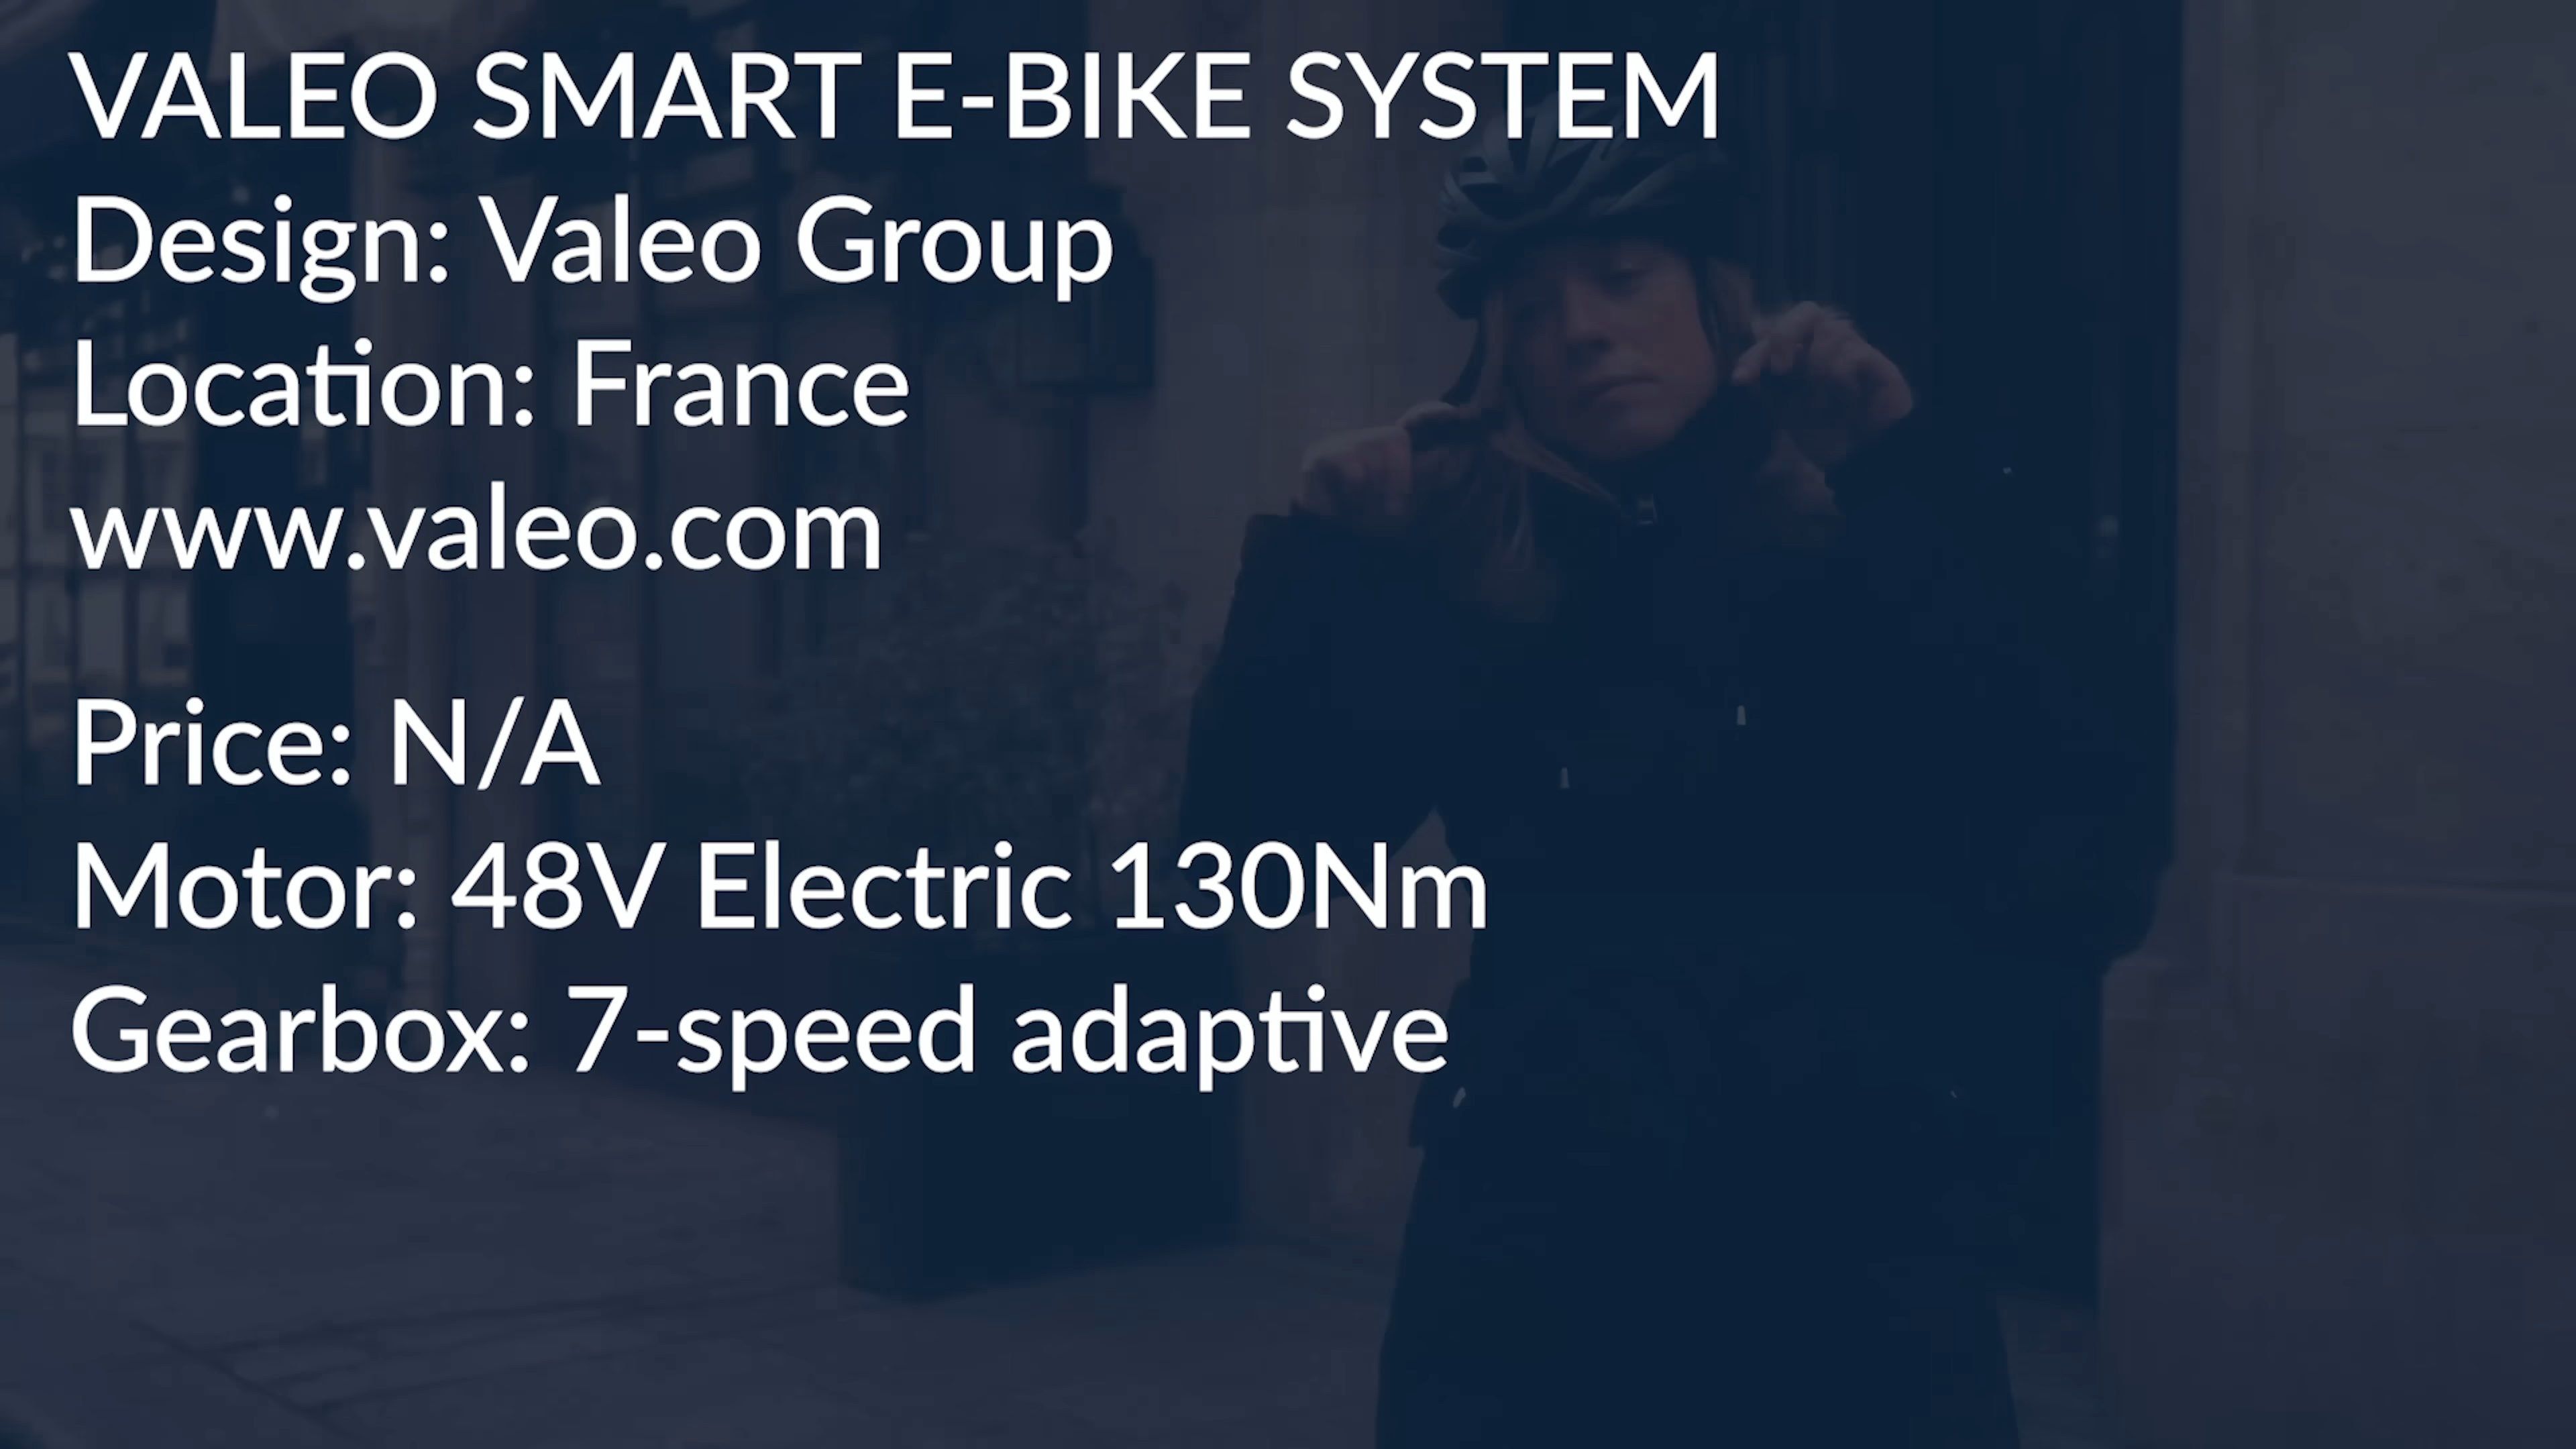 VALEO SMART E-BIKE SYSTEM
Design: Valeo Group
Location: France
www.valeo.com
Price: N/A
Motor: 48V Electric 130Nm
Gearbox: 7-speed adaptive